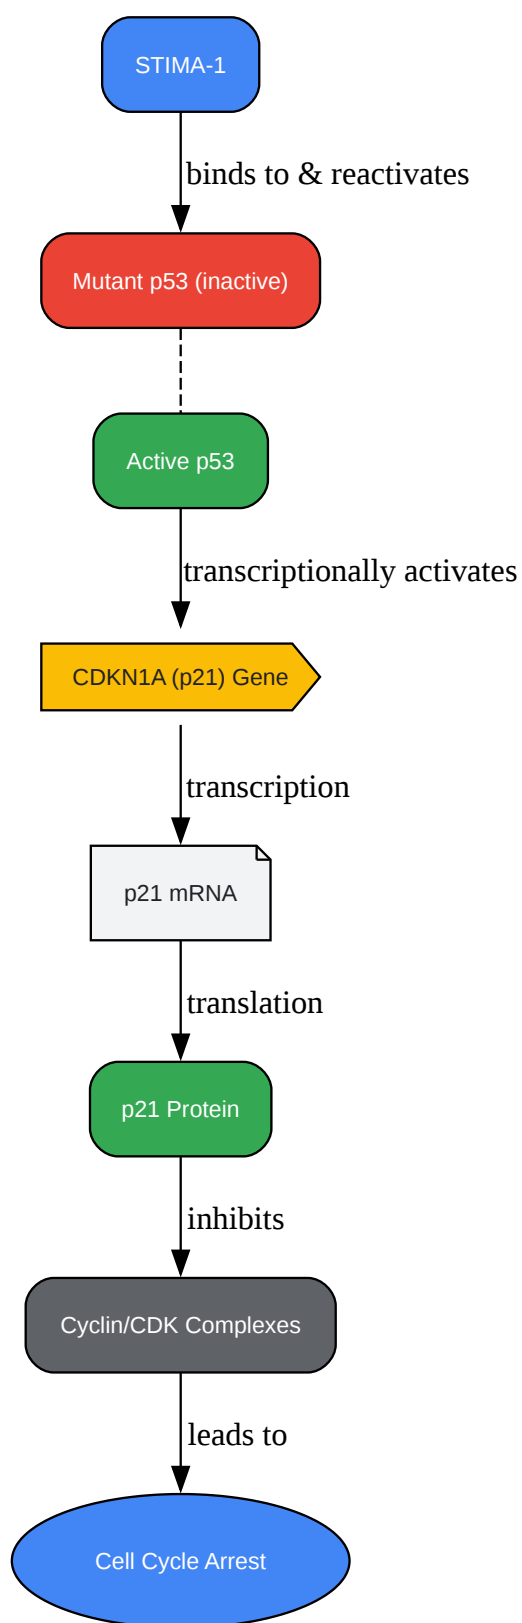 STIMA-1
binds to & reactivates
Mutant p53 (inactive)
Active p53
transcriptionally activates
CDKN1A (p21) Gene
transcription
p21 mRNA
translation
p21 Protein
inhibits
Cyclin/CDK Complexes
leads to
Cell Cycle Arrest